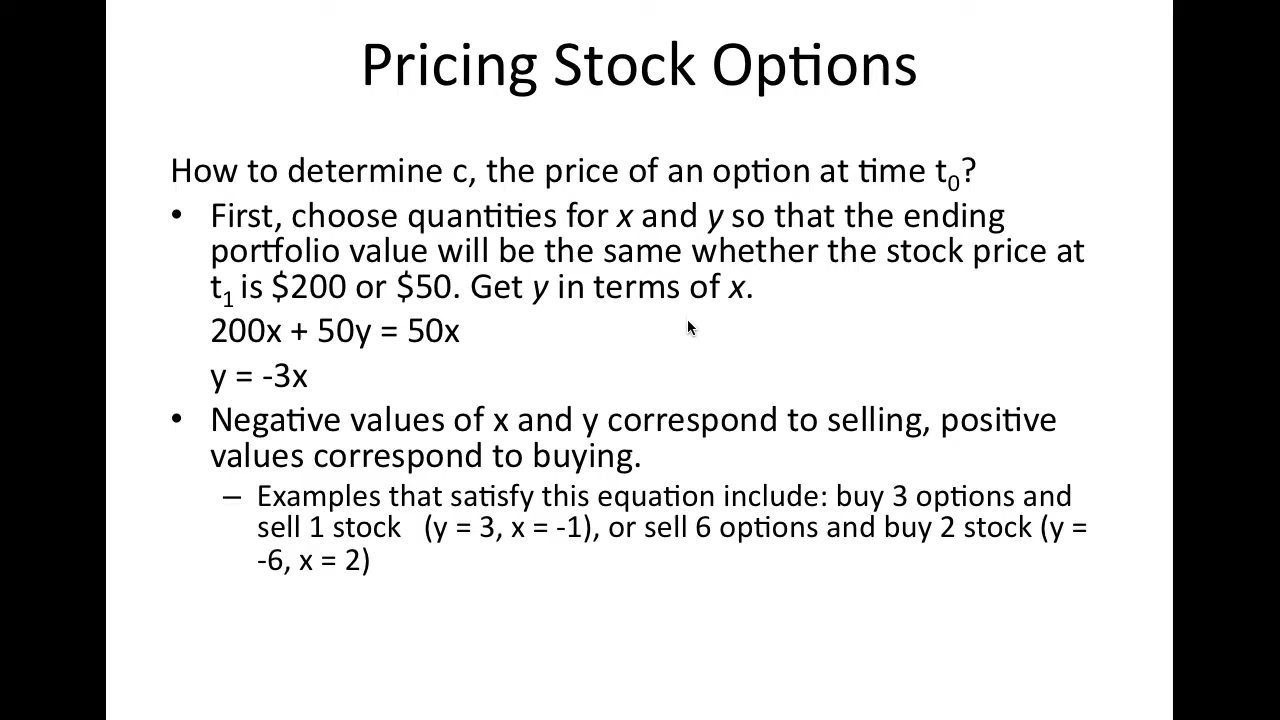 Pricing Stock Options
How to determine c, the price of an option at time t₀?
• First, choose quantities for x and y so that the ending
portfolio value will be the same whether the stock price at
t₁ is $200 or $50. Get y in terms of x.
200x + 50y = 50x
y = -3x
• Negative values of x and y correspond to selling, positive
values correspond to buying.
– Examples that satisfy this equation include: buy 3 options and
sell 1 stock (y = 3, x = -1), or sell 6 options and buy 2 stock (y =
-6, x = 2)